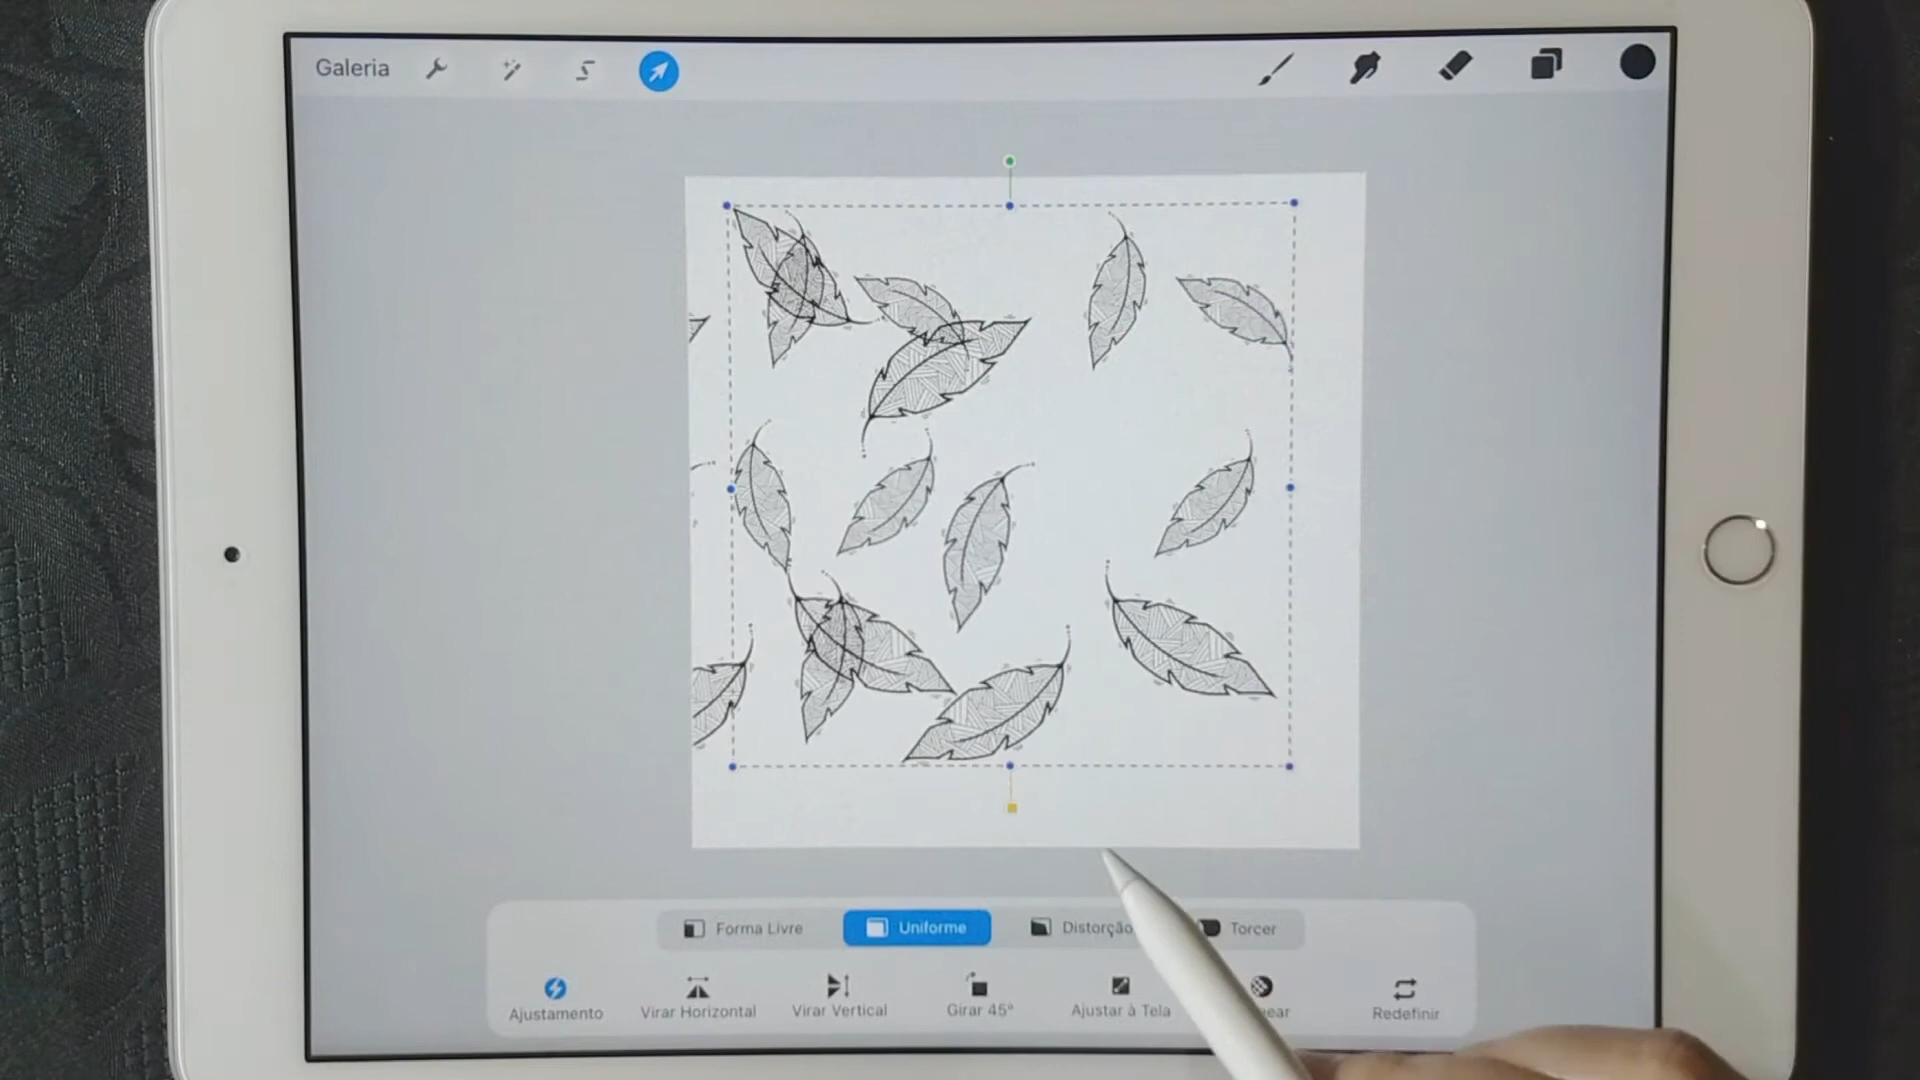 Galeria
Forma Livre
Uniforme
Distorção
Torcer
Ajustamento
Virar Horizontal
Virar Vertical
Girar 45°
Ajustar à Tela
Redefinir